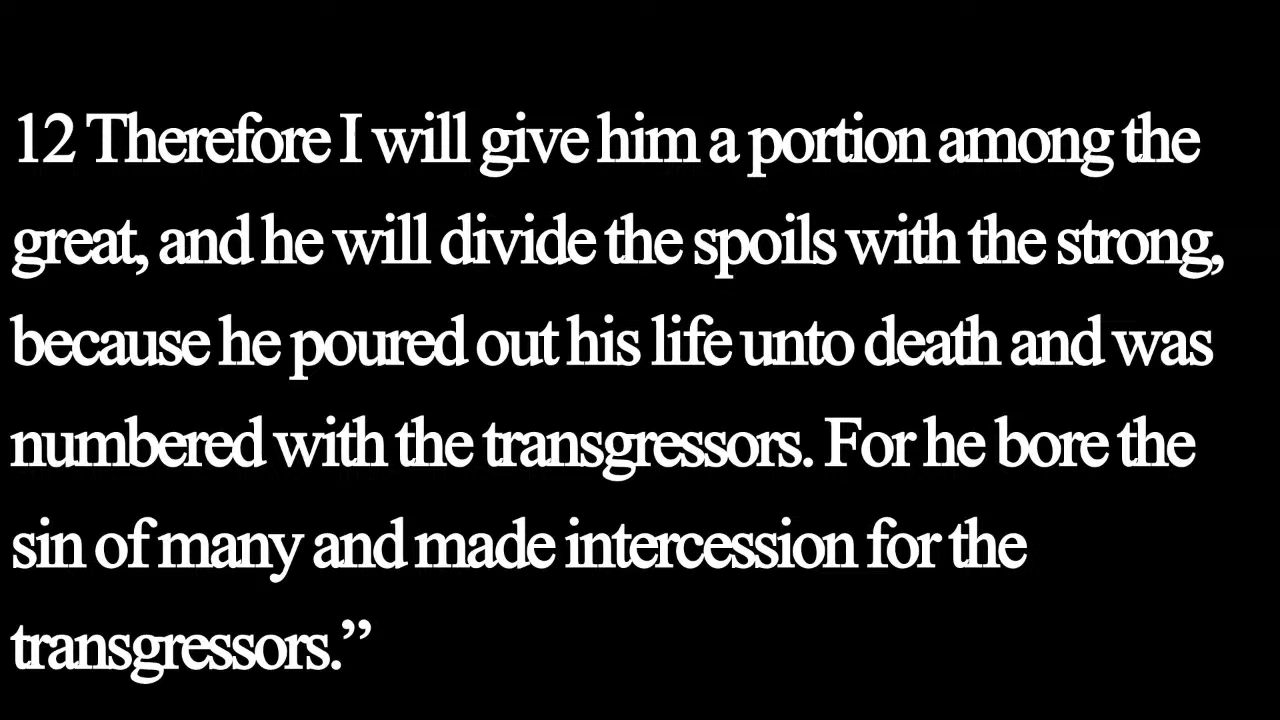 12 Therefore I will give him a portion among the
great, and he will divide the spoils with the strong,
because he poured out his life unto death and was
numbered with the transgressors. For he bore the
sin of many and made intercession for the
transgressors.”